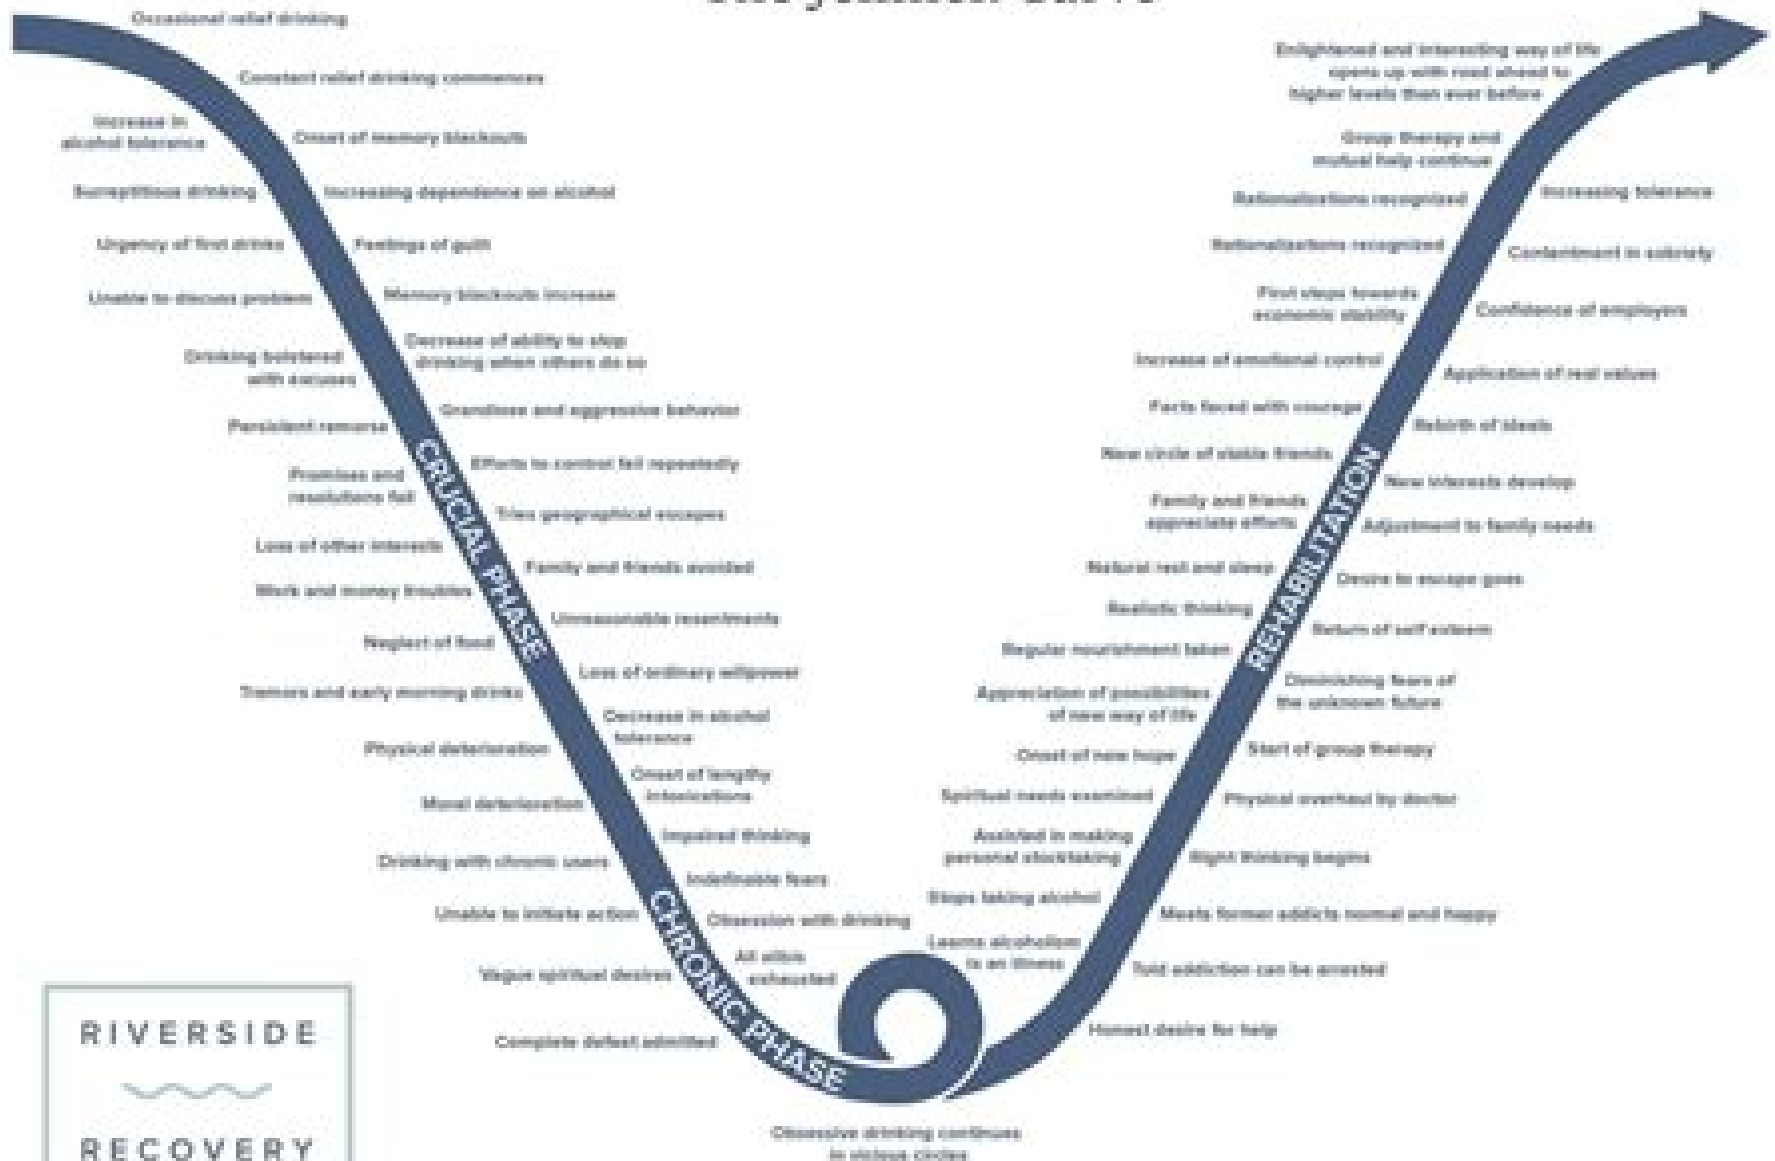 The Jellinek Curve
Occasional relief drinking
Constant relief drinking commences
Increase in
alcohol tolerance
Onset of memory blackouts
Surreptitious drinking
Increasing dependence on alcohol
Urgency of first drinks
Feelings of guilt
Unable to discuss problem
Memory blackouts increase
Decrease of ability to stop
drinking when others do so
Drinking bolstered
with excuses
Grandiose and aggressive behavior
Persistent remorse
Efforts to control fail repeatedly
Promises and
resolutions fail
Tries geographical escapes
Loss of other interests
Family and friends avoided
Work and money troubles
Unreasonable resentments
Neglect of food
Loss of ordinary willpower
Tremors and early morning drinks
Decrease in alcohol
tolerance
Physical deterioration
Onset of lengthy
intoxications
Moral deterioration
Impaired thinking
Drinking with chronic users
Indefinable fears
Unable to initiate action
Obsession with drinking
Vague spiritual desires
All alibis
exhausted
Complete defeat admitted
CRUCIAL PHASE
CHRONIC PHASE
Obsessive drinking continues
in vicious circles
REHABILITATION
Enlightened and interesting way of life
opens up with road ahead to
higher levels than ever before
Group therapy and
mutual help continue
Increasing tolerance
Rationalizations recognized
Rationalizations recognized
Contentment in sobriety
First steps towards
economic stability
Confidence of employers
Increase of emotional control
Application of real values
Facts faced with courage
Rebirth of ideals
New circle of stable friends
New interests develop
Family and friends
appreciate efforts
Adjustment to family needs
Natural rest and sleep
Desire to escape goes
Realistic thinking
Return of self esteem
Regular nourishment taken
Diminishing fears of
the unknown future
Appreciation of possibilities
of new way of life
Start of group therapy
Onset of new hope
Spiritual needs examined
Physical overhaul by doctor
Assisted in making
personal stocktaking
Right thinking begins
Stops taking alcohol
Meets former addicts normal and happy
Learns alcoholism
is an illness
Told addiction can be arrested
Honest desire for help
RIVERSIDE
RECOVERY